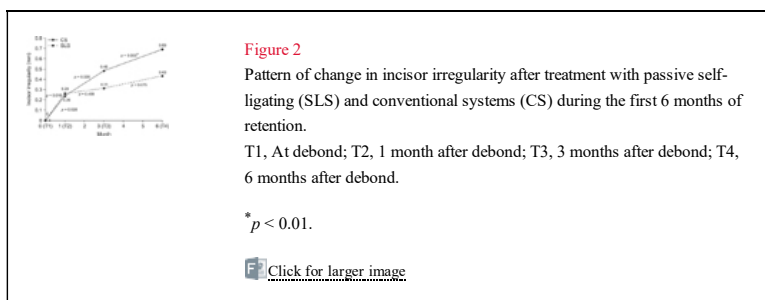 CS
SLS
Figure 2
Pattern of change in incisor irregularity after treatment with passive self-
ligating (SLS) and conventional systems (CS) during the first 6 months of
retention.
T1, At debond; T2, 1 month after debond; T3, 3 months after debond; T4,
6 months after debond.
*p < 0.01.
Click for larger image